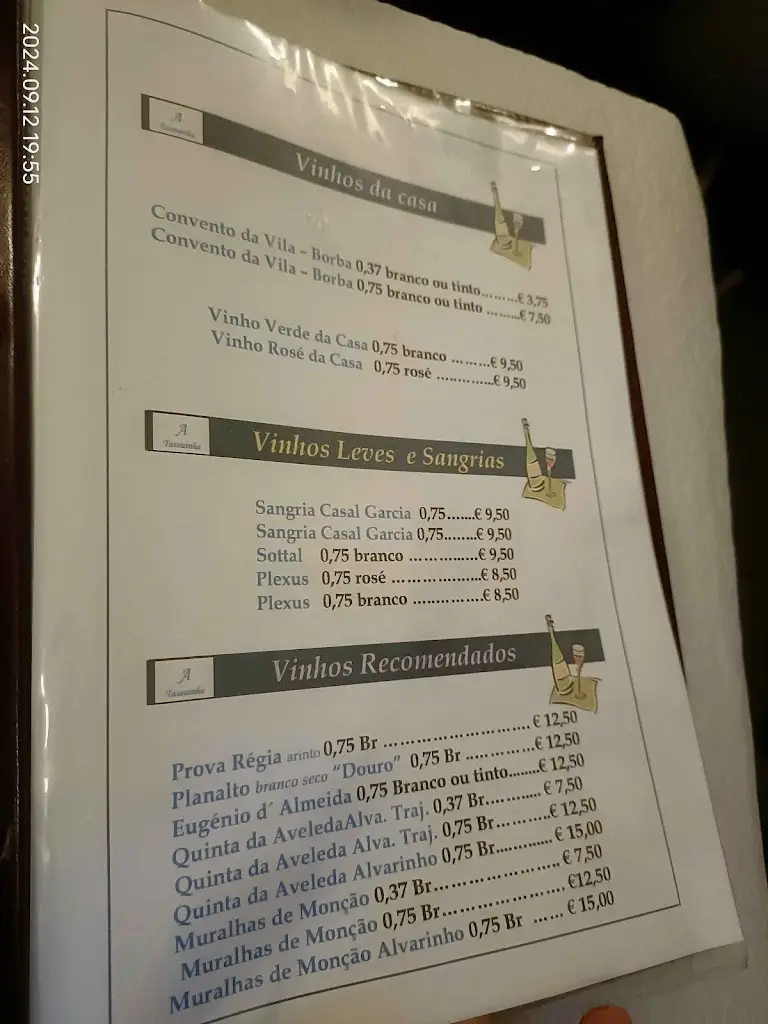 2024.09.12 19:55
A
Tascuinha
Vinhos da casa
Convento da Vila – Borba 0,37 branco ou tinto.........€ 3,75
Convento da Vila – Borba 0,75 branco ou tinto ........€ 7,50
Vinho Verde da Casa 0,75 branco .........€ 9,50
Vinho Rosé da Casa 0,75 rosé .............€ 9,50
A
Tascuinha
Vinhos Leves e Sangrias
Sangria Casal Garcia 0,75.......€ 9,50
Sangria Casal Garcia 0,75........€ 9,50
Sottal 0,75 branco ...............€ 9,50
Plexus 0,75 rosé ...................€ 8,50
Plexus 0,75 branco ..............€ 8,50
A
Tascuinha
Vinhos Recomendados
Prova Régia arinto 0,75 Br ..............................€ 12,50
Planalto branco seco "Douro" 0,75 Br ..............€ 12,50
Eugénio d´ Almeida 0,75 Branco ou tinto.......€ 12,50
Quinta da AveledaAlva. Traj. 0,37 Br........... € 7,50
Quinta da Aveleda Alva. Traj. 0,75 Br...........€ 12,50
Quinta da Aveleda Alvarinho 0,75 Br............. € 15,00
Muralhas de Monção 0,37 Br.......................€ 7,50
Muralhas de Monção 0,75 Br....................... €12,50
Muralhas de Monção Alvarinho 0,75 Br ...... € 15,00